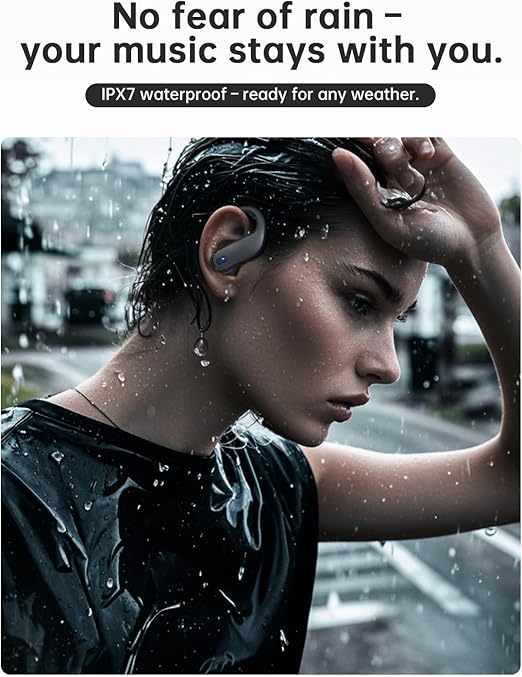 No fear of rain –
your music stays with you.
IPX7 waterproof – ready for any weather.